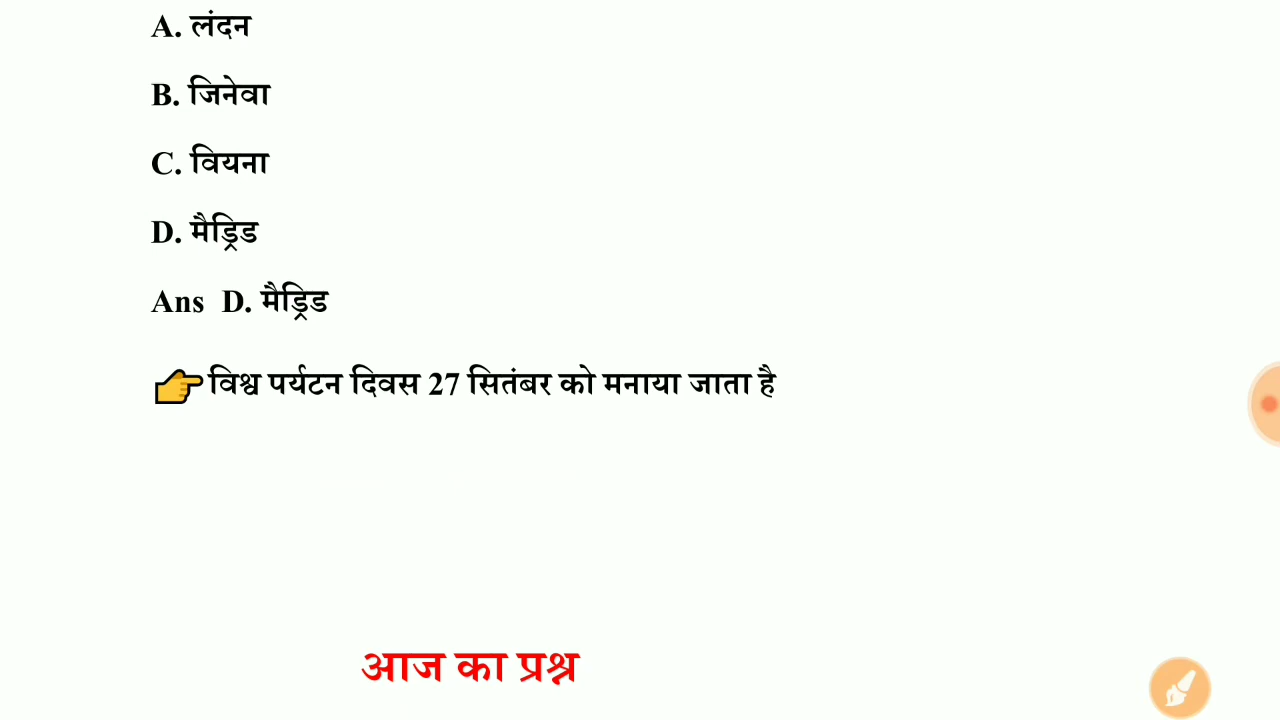 A. लंदन
B. जिनेवा
C. वियना
D. मैड्रिड
Ans D. मैड्रिड
👉विश्व पर्यटन दिवस 27 सितंबर को मनाया जाता है
आज का प्रश्न